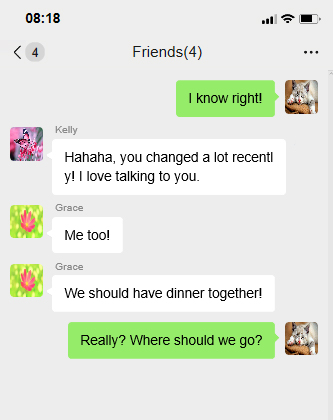 08:18
4
Friends(4)
I know right!
Kelly
Hahaha, you changed a lot recentl
y! I love talking to you.
Grace
Me too!
Grace
We should have dinner together!
Really? Where should we go?